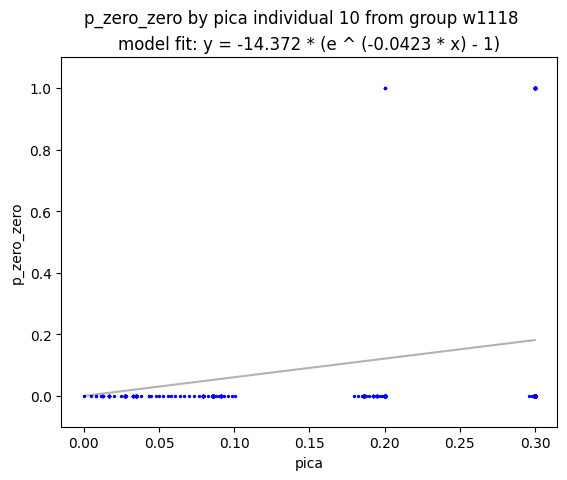 p_zero_zero by pica individual 10 from group w1118
model fit: y = -14.372 * (e ^ (-0.0423 * x) - 1)
1.0
0.8
0.6
0.4
0.2
0.0
p_zero_zero
0.00 0.05 0.10 0.15 0.20 0.25 0.30
pica